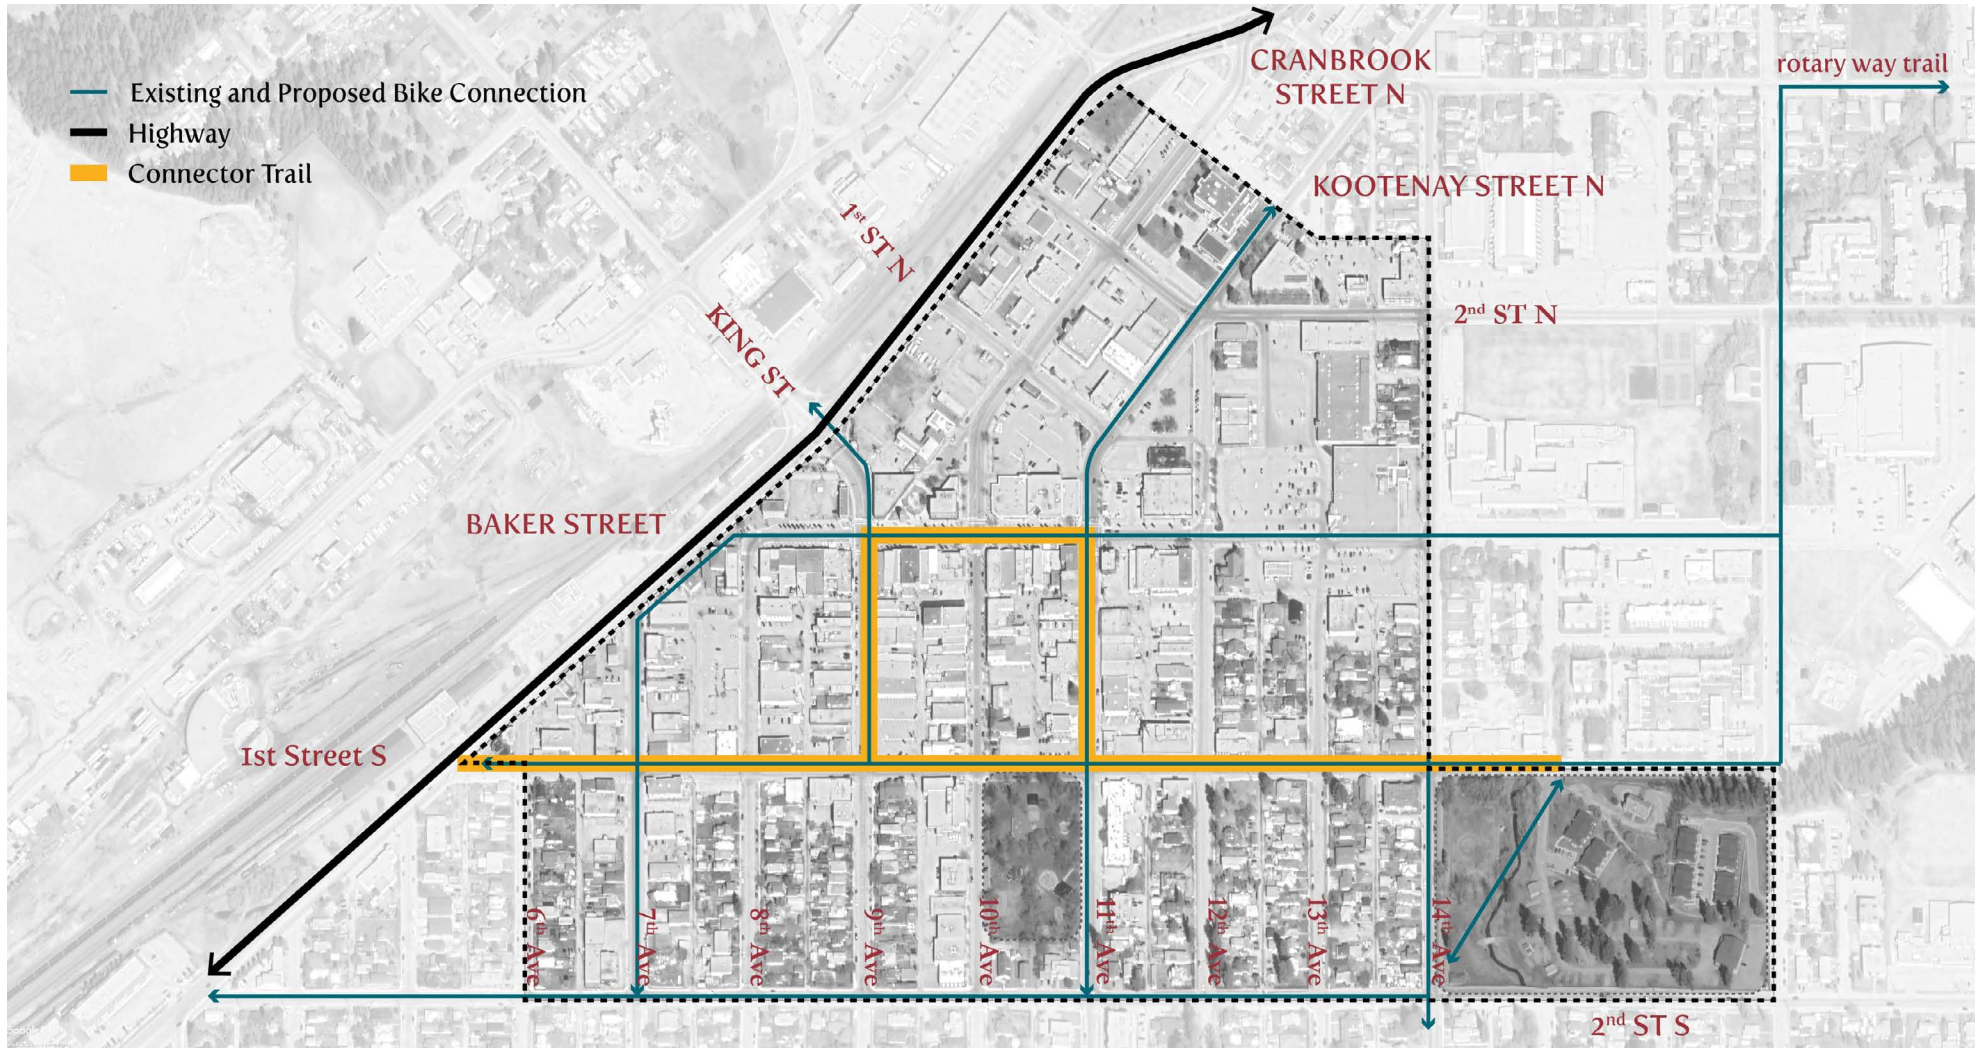 CRANBROOK
STREET N
rotary way trail
Existing and Proposed Bike Connection
Highway
Connector Trail
KOOTENAY STREET N
1st ST N
2nd ST N
KING ST
BAKER STREET
1st Street S
6th Ave
7th Ave
8th Ave
9th Ave
10th Ave
11th Ave
12th Ave
13th Ave
14th Ave
2nd ST S